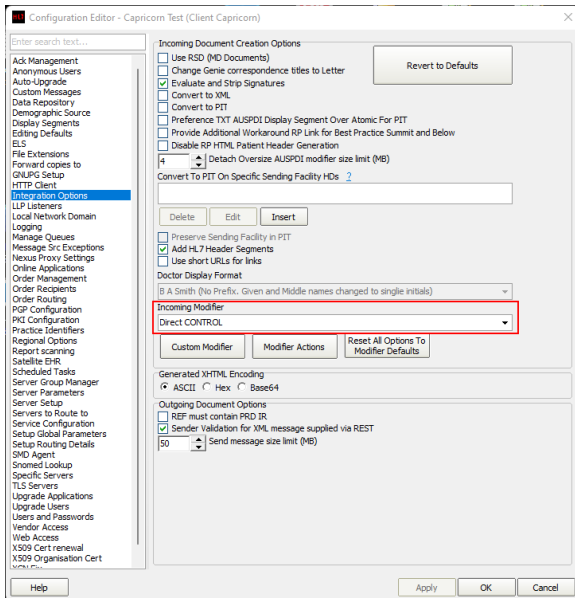 HL7 Configuration Editor - Capricorn Test (Client Capricorn)
Enter search text...
Ack Management
Anonymous Users
Auto-Upgrade
Custom Messages
Data Repository
Demographic Source
Display Segments
Editing Defaults
ELS
File Extensions
Forward copies to
GNUPG Setup
HTTP Client
Integration Options
LLP Listeners
Local Network Domain
Logging
Manage Queues
Message Src Exceptions
Nexus Proxy Settings
Online Applications
Order Management
Order Recipients
Order Routing
PGP Configuration
PKI Configuration
Practice Identifiers
Regional Options
Report scanning
Satellite EHR
Scheduled Tasks
Server Group Manager
Server Parameters
Server Setup
Servers to Route to
Service Configuration
Setup Global Parameters
Setup Routing Details
SMD Agent
Snomed Lookup
Specific Servers
TLS Servers
Upgrade Applications
Upgrade Users
Users and Passwords
Vendor Access
Web Access
X509 Cert renewal
X509 Organisation Cert
Incoming Document Creation Options
Use RSD (MD Documents)
Change Genie correspondence titles to Letter
Evaluate and Strip Signatures
Convert to XML
Convert to PIT
Preference TXT AUSPDI Display Segment Over Atomic For PIT
Provide Additional Workaround RP Link for Best Practice Summit and Below
Disable RP HTML Patient Header Generation
4 Detach Oversize AUSPDI modifier size limit (MB)
Revert to Defaults
Convert To PIT On Specific Sending Facility HDs ?
Delete Edit Insert
Preserve Sending Facility in PIT
Add HL7 Header Segments
Use short URLs for links
Doctor Display Format
B A Smith (No Prefix. Given and Middle names changed to singlie initials)
Incoming Modifier
Direct CONTROL
Custom Modifier Modifier Actions Reset All Options To
Modifier Defaults
Generated XHTML Encoding
ASCII Hex Base64
Outgoing Document Options
REF must contain PRD IR
Sender Validation for XML message supplied via REST
50 Send message size limit (MB)
Help Apply OK Cancel